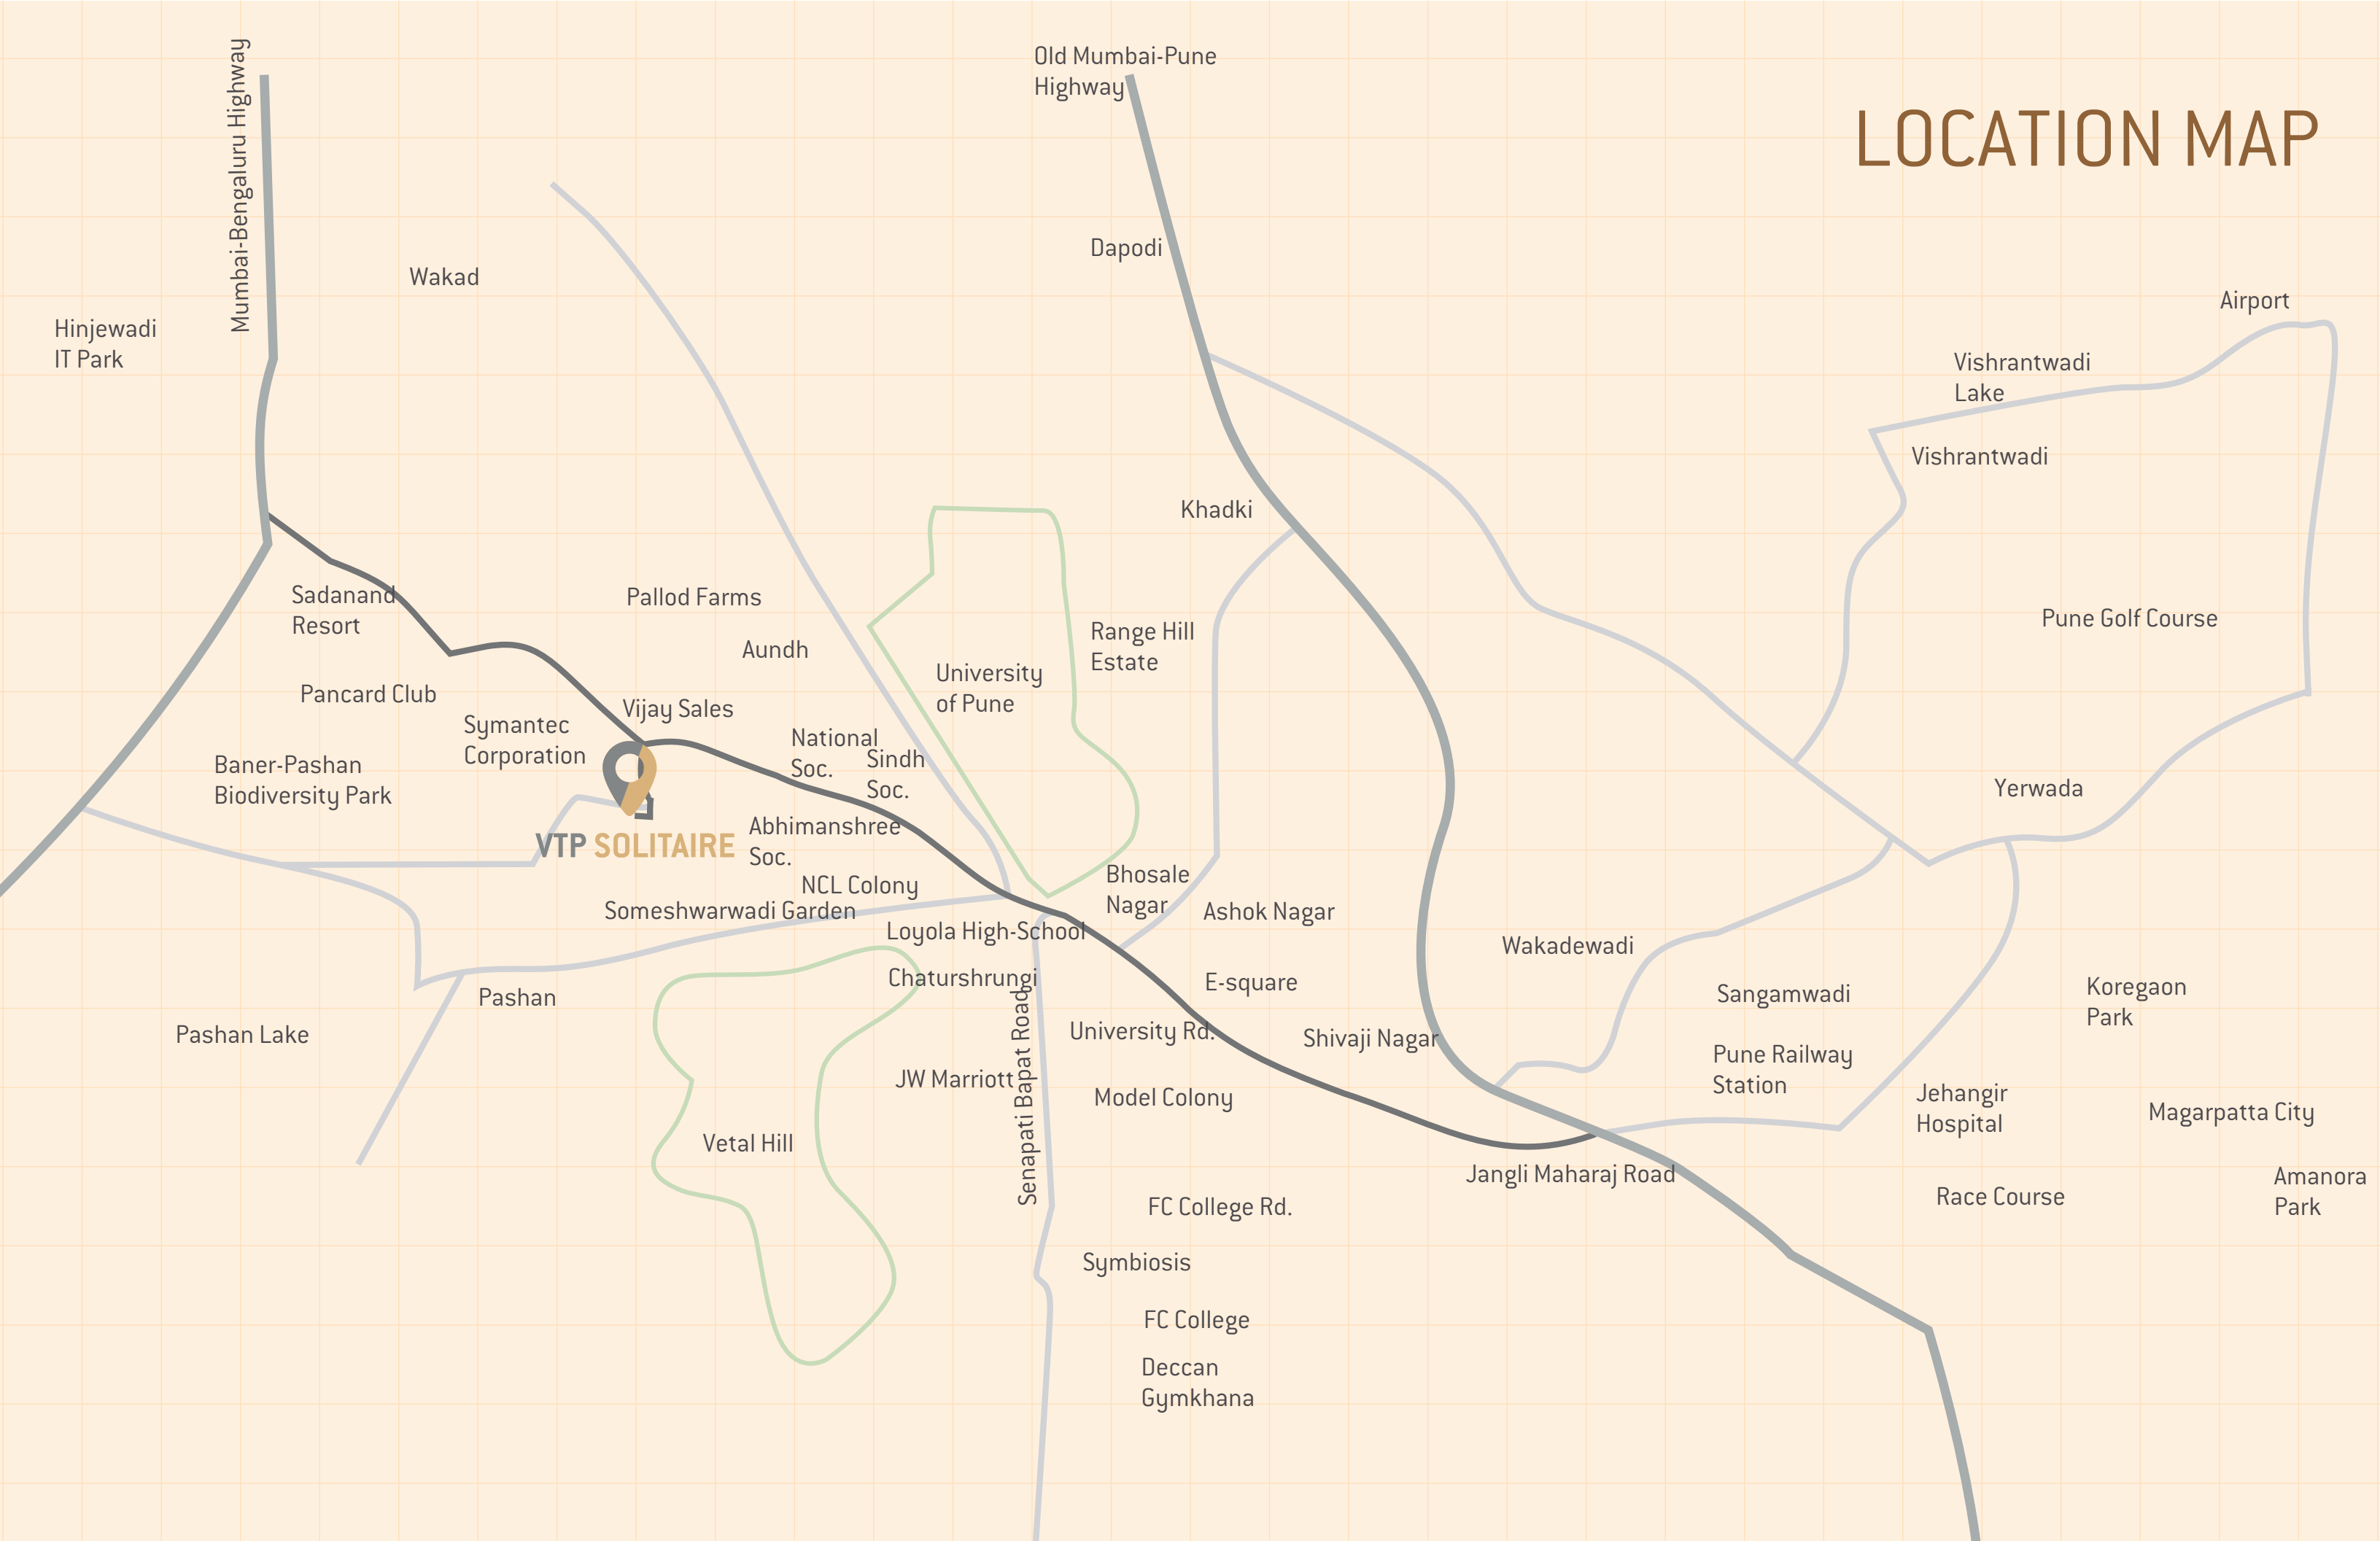 LOCATION MAP
Old Mumbai-Pune
Highway
Mumbai-Bengaluru Highway
Dapodi
Wakad
Airport
Hinjewadi
IT Park
Vishrantwadi
Lake
Vishrantwadi
Khadki
Sadanand
Resort
Pallod Farms
Pune Golf Course
Range Hill
Estate
Aundh
University
of Pune
Pancard Club
Vijay Sales
Symantec
Corporation
National
Soc.
Sindh
Soc.
Baner-Pashan
Biodiversity Park
Yerwada
VTP SOLITAIRE
Abhimanshree
Soc.
NCL Colony
Bhosale
Nagar
Someshwarwadi Garden
Ashok Nagar
Loyola High-School
Wakadewadi
Chaturshrungi
E-square
Sangamwadi
Koregaon
Park
Pashan
Senapati Bapat Road
University Rd.
Shivaji Nagar
Pashan Lake
Pune Railway
Station
JW Marriott
Model Colony
Jehangir
Hospital
Magarpatta City
Vetal Hill
Jangli Maharaj Road
Amanora
Park
Race Course
FC College Rd.
Symbiosis
FC College
Deccan
Gymkhana